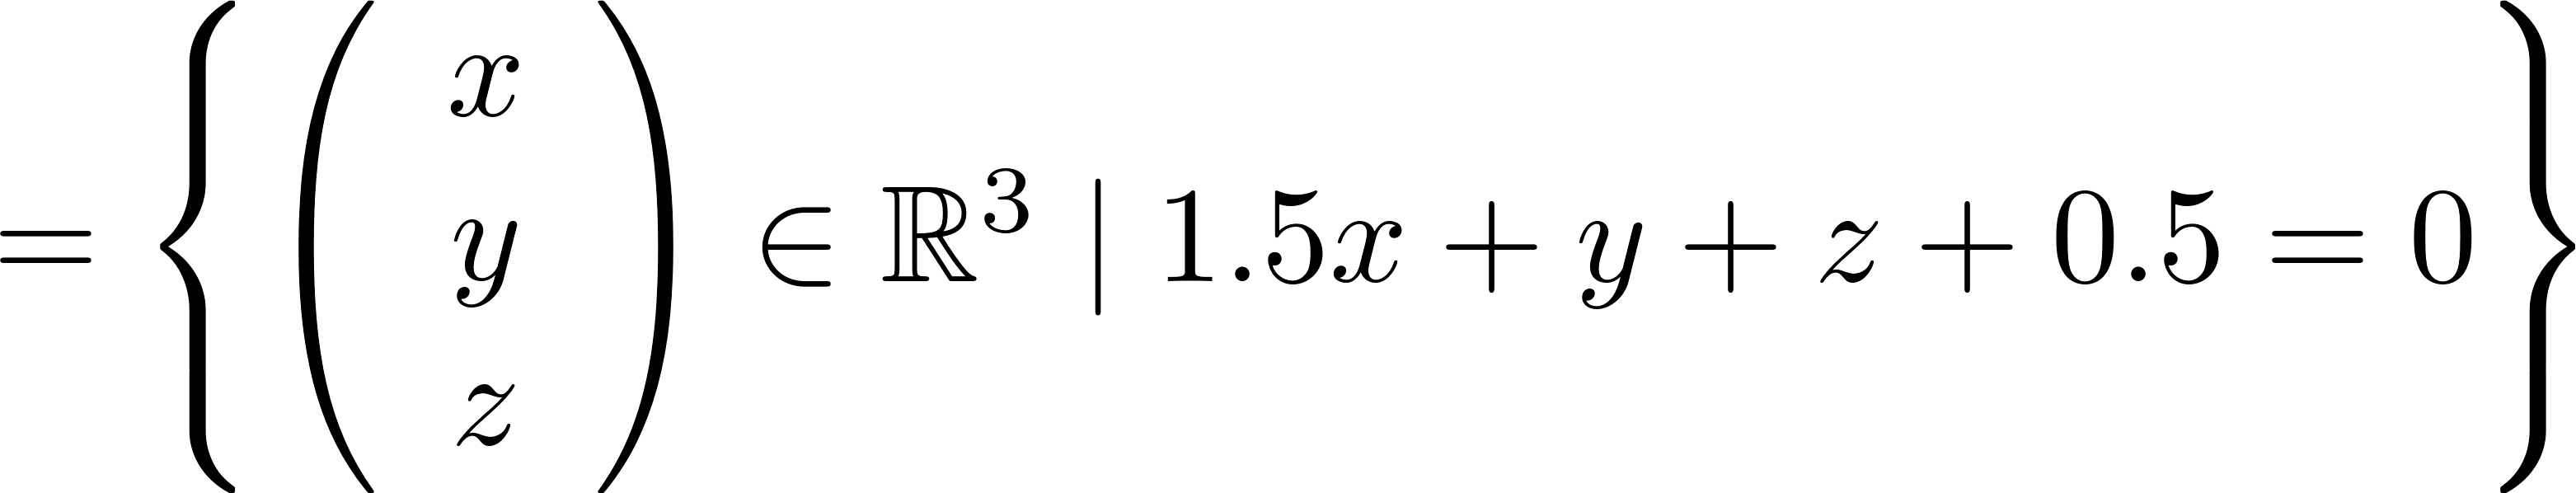 = { ( x y z ) ∈ ℝ³ | 1.5x + y + z + 0.5 = 0 }